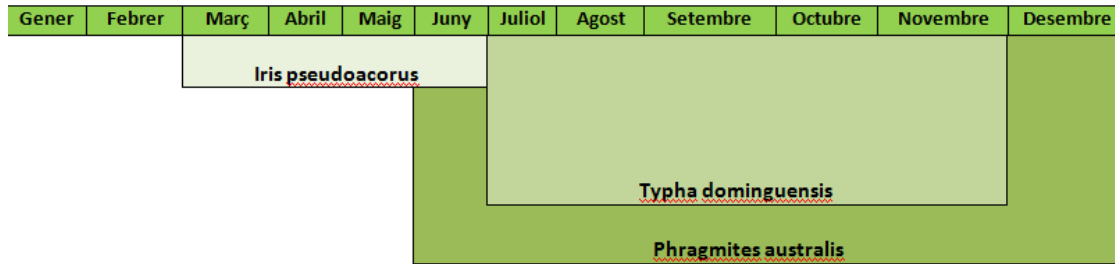 Gener Febrer Març Abril Maig Juny Juliol Agost Setembre Octubre Novembre Desembre
Iris pseudoacorus
Typha dominguensis
Phragmites australis